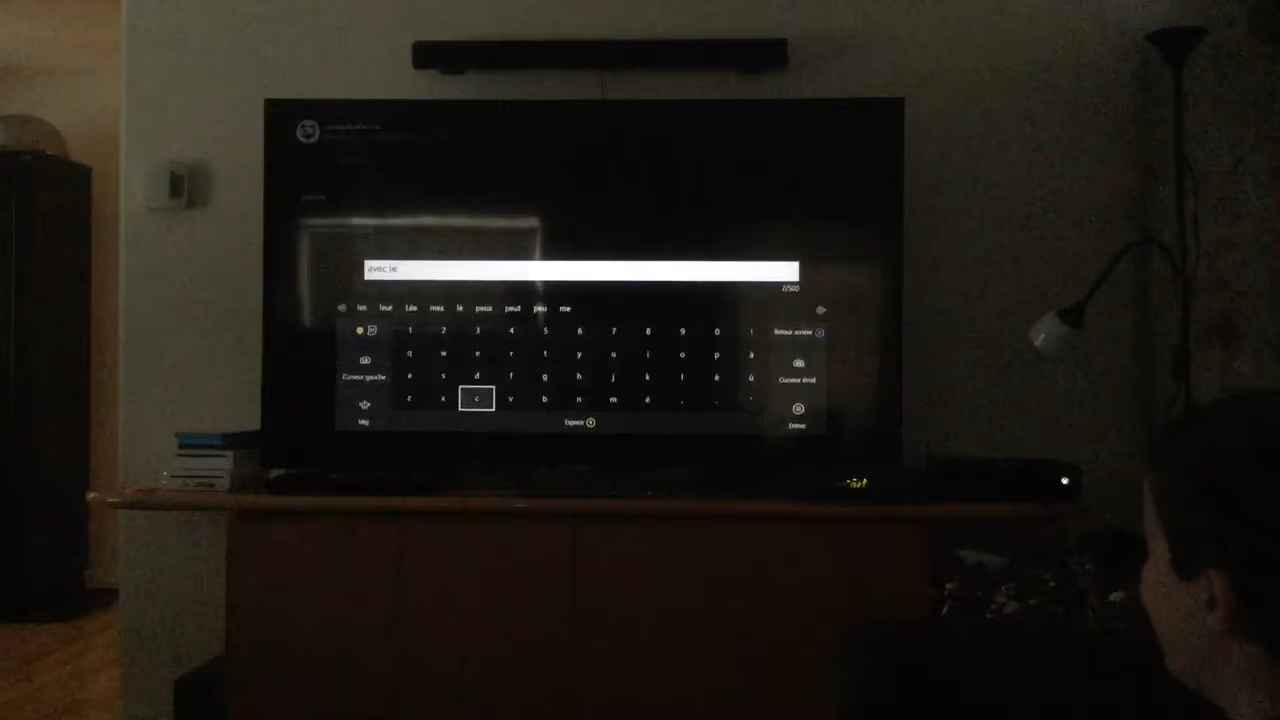 avec le
7/500
les leur Léo mes le peux peut peu me
1 2 3 4 5 6 7 8 9 0 ! Retour arrière
q w e r t y u i o p à
Curseur gauche a s d f g h j k l è ù Curseur droit
z x c v b n m é , . '
Maj Espace Y Entrer